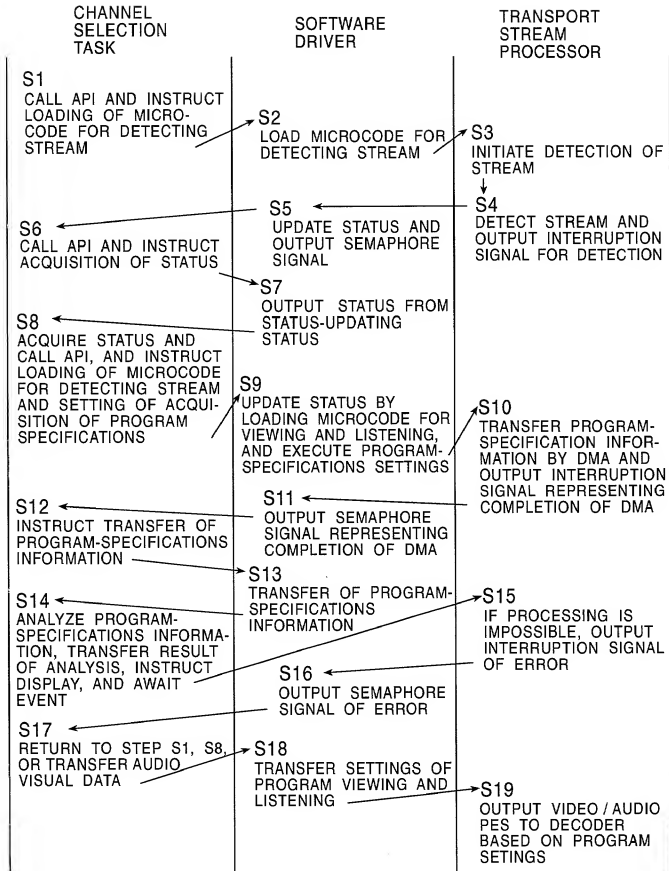 CHANNEL
SELECTION
TASK
SOFTWARE
DRIVER
TRANSPORT
STREAM
PROCESSOR
S1
CALL API AND INSTRUCT
LOADING OF MICRO-
CODE FOR DETECTING
STREAM
S2
LOAD MICROCODE FOR
DETECTING STREAM
S3
INITIATE DETECTION OF
STREAM
S4
DETECT STREAM AND
OUTPUT INTERRUPTION
SIGNAL FOR DETECTION
S5
UPDATE STATUS AND
OUTPUT SEMAPHORE
SIGNAL
S6
CALL API AND INSTRUCT
ACQUISITION OF STATUS
S7
OUTPUT STATUS FROM
STATUS-UPDATING
STATUS
S8
ACQUIRE STATUS AND
CALL API, AND INSTRUCT
LOADING OF MICROCODE
FOR DETECTING STREAM
AND SETTING OF ACQUI-
SITION OF PROGRAM
SPECIFICATIONS
S9
UPDATE STATUS BY
LOADING MICROCODE FOR
VIEWING AND LISTENING,
AND EXECUTE PROGRAM-
SPECIFICATIONS SETTINGS
S10
TRANSFER PROGRAM-
SPECIFICATION INFOR-
MATION BY DMA AND
OUTPUT INTERRUPTION
SIGNAL REPRESENTING
COMPLETION OF DMA
S11
OUTPUT SEMAPHORE
SIGNAL REPRESENTING
COMPLETION OF DMA
S12
INSTRUCT TRANSFER OF
PROGRAM-SPECIFICATIONS
INFORMATION
S13
TRANSFER OF PROGRAM-
SPECIFICATIONS
INFORMATION
S14
ANALYZE PROGRAM-
SPECIFICATIONS INFORMA-
TION, TRANSFER RESULT
OF ANALYSIS, INSTRUCT
DISPLAY, AND AWAIT
EVENT
S15
IF PROCESSING IS
IMPOSSIBLE, OUTPUT
INTERRUPTION SIGNAL
OF ERROR
S16
OUTPUT SEMAPHORE
SIGNAL OF ERROR
S17
RETURN TO STEP S1, S8,
OR TRANSFER AUDIO
VISUAL DATA
S18
TRANSFER SETTINGS OF
PROGRAM VIEWING AND
LISTENING
S19
OUTPUT VIDEO / AUDIO
PES TO DECODER
BASED ON PROGRAM
SETINGS